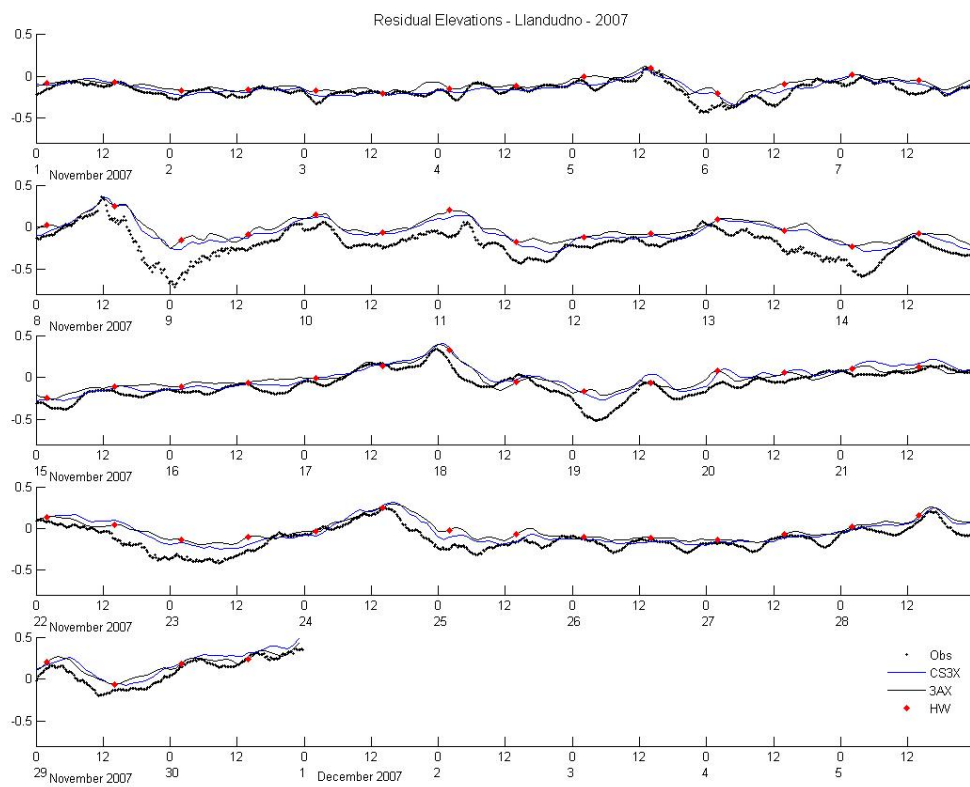 Residual Elevations - Llandudno - 2007
0.5
0
-0.5
0 12 0 12 0 12 0 12 0 12 0 12 0 12
1 November 2007 2 3 4 5 6 7
0.5
0
-0.5
0 12 0 12 0 12 0 12 0 12 0 12 0 12
8 November 2007 9 10 11 12 13 14
0.5
0
-0.5
0 12 0 12 0 12 0 12 0 12 0 12 0 12
15 November 2007 16 17 18 19 20 21
0.5
0
-0.5
0 12 0 12 0 12 0 12 0 12 0 12 0 12
22 November 2007 23 24 25 26 27 28
0.5
0
-0.5
Obs
CS3X
3AX
HW
0 12 0 12 0 12 0 12 0 12 0 12 0 12
29 November 2007 30 1 December 2007 2 3 4 5